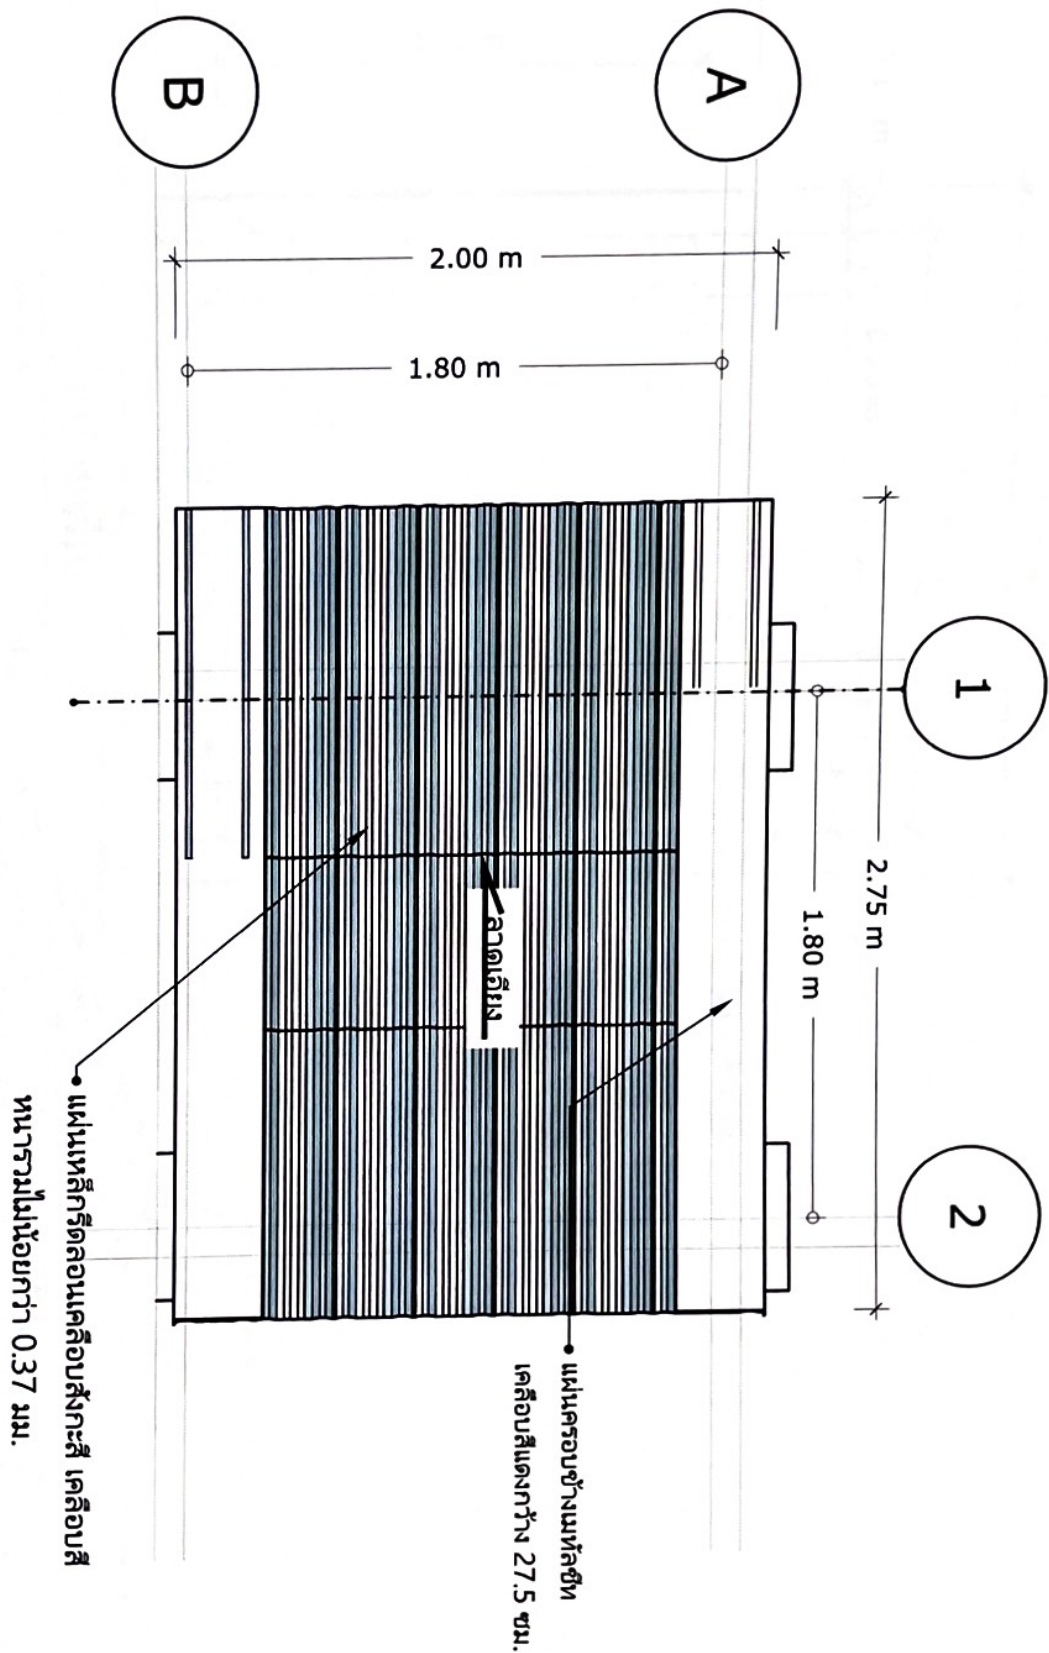 B
A
2.00 m
1.80 m
1
2
2.75 m
1.80 m
ลาดเอียง
แผ่นครอบข้างเมทัลชีท
เคลือบสีแดงกว้าง 27.5 ซม.
แผ่นเหล็กรีดลอนเคลือบสังกะสี เคลือบสี
หนารวมไม่น้อยกว่า 0.37 มม.